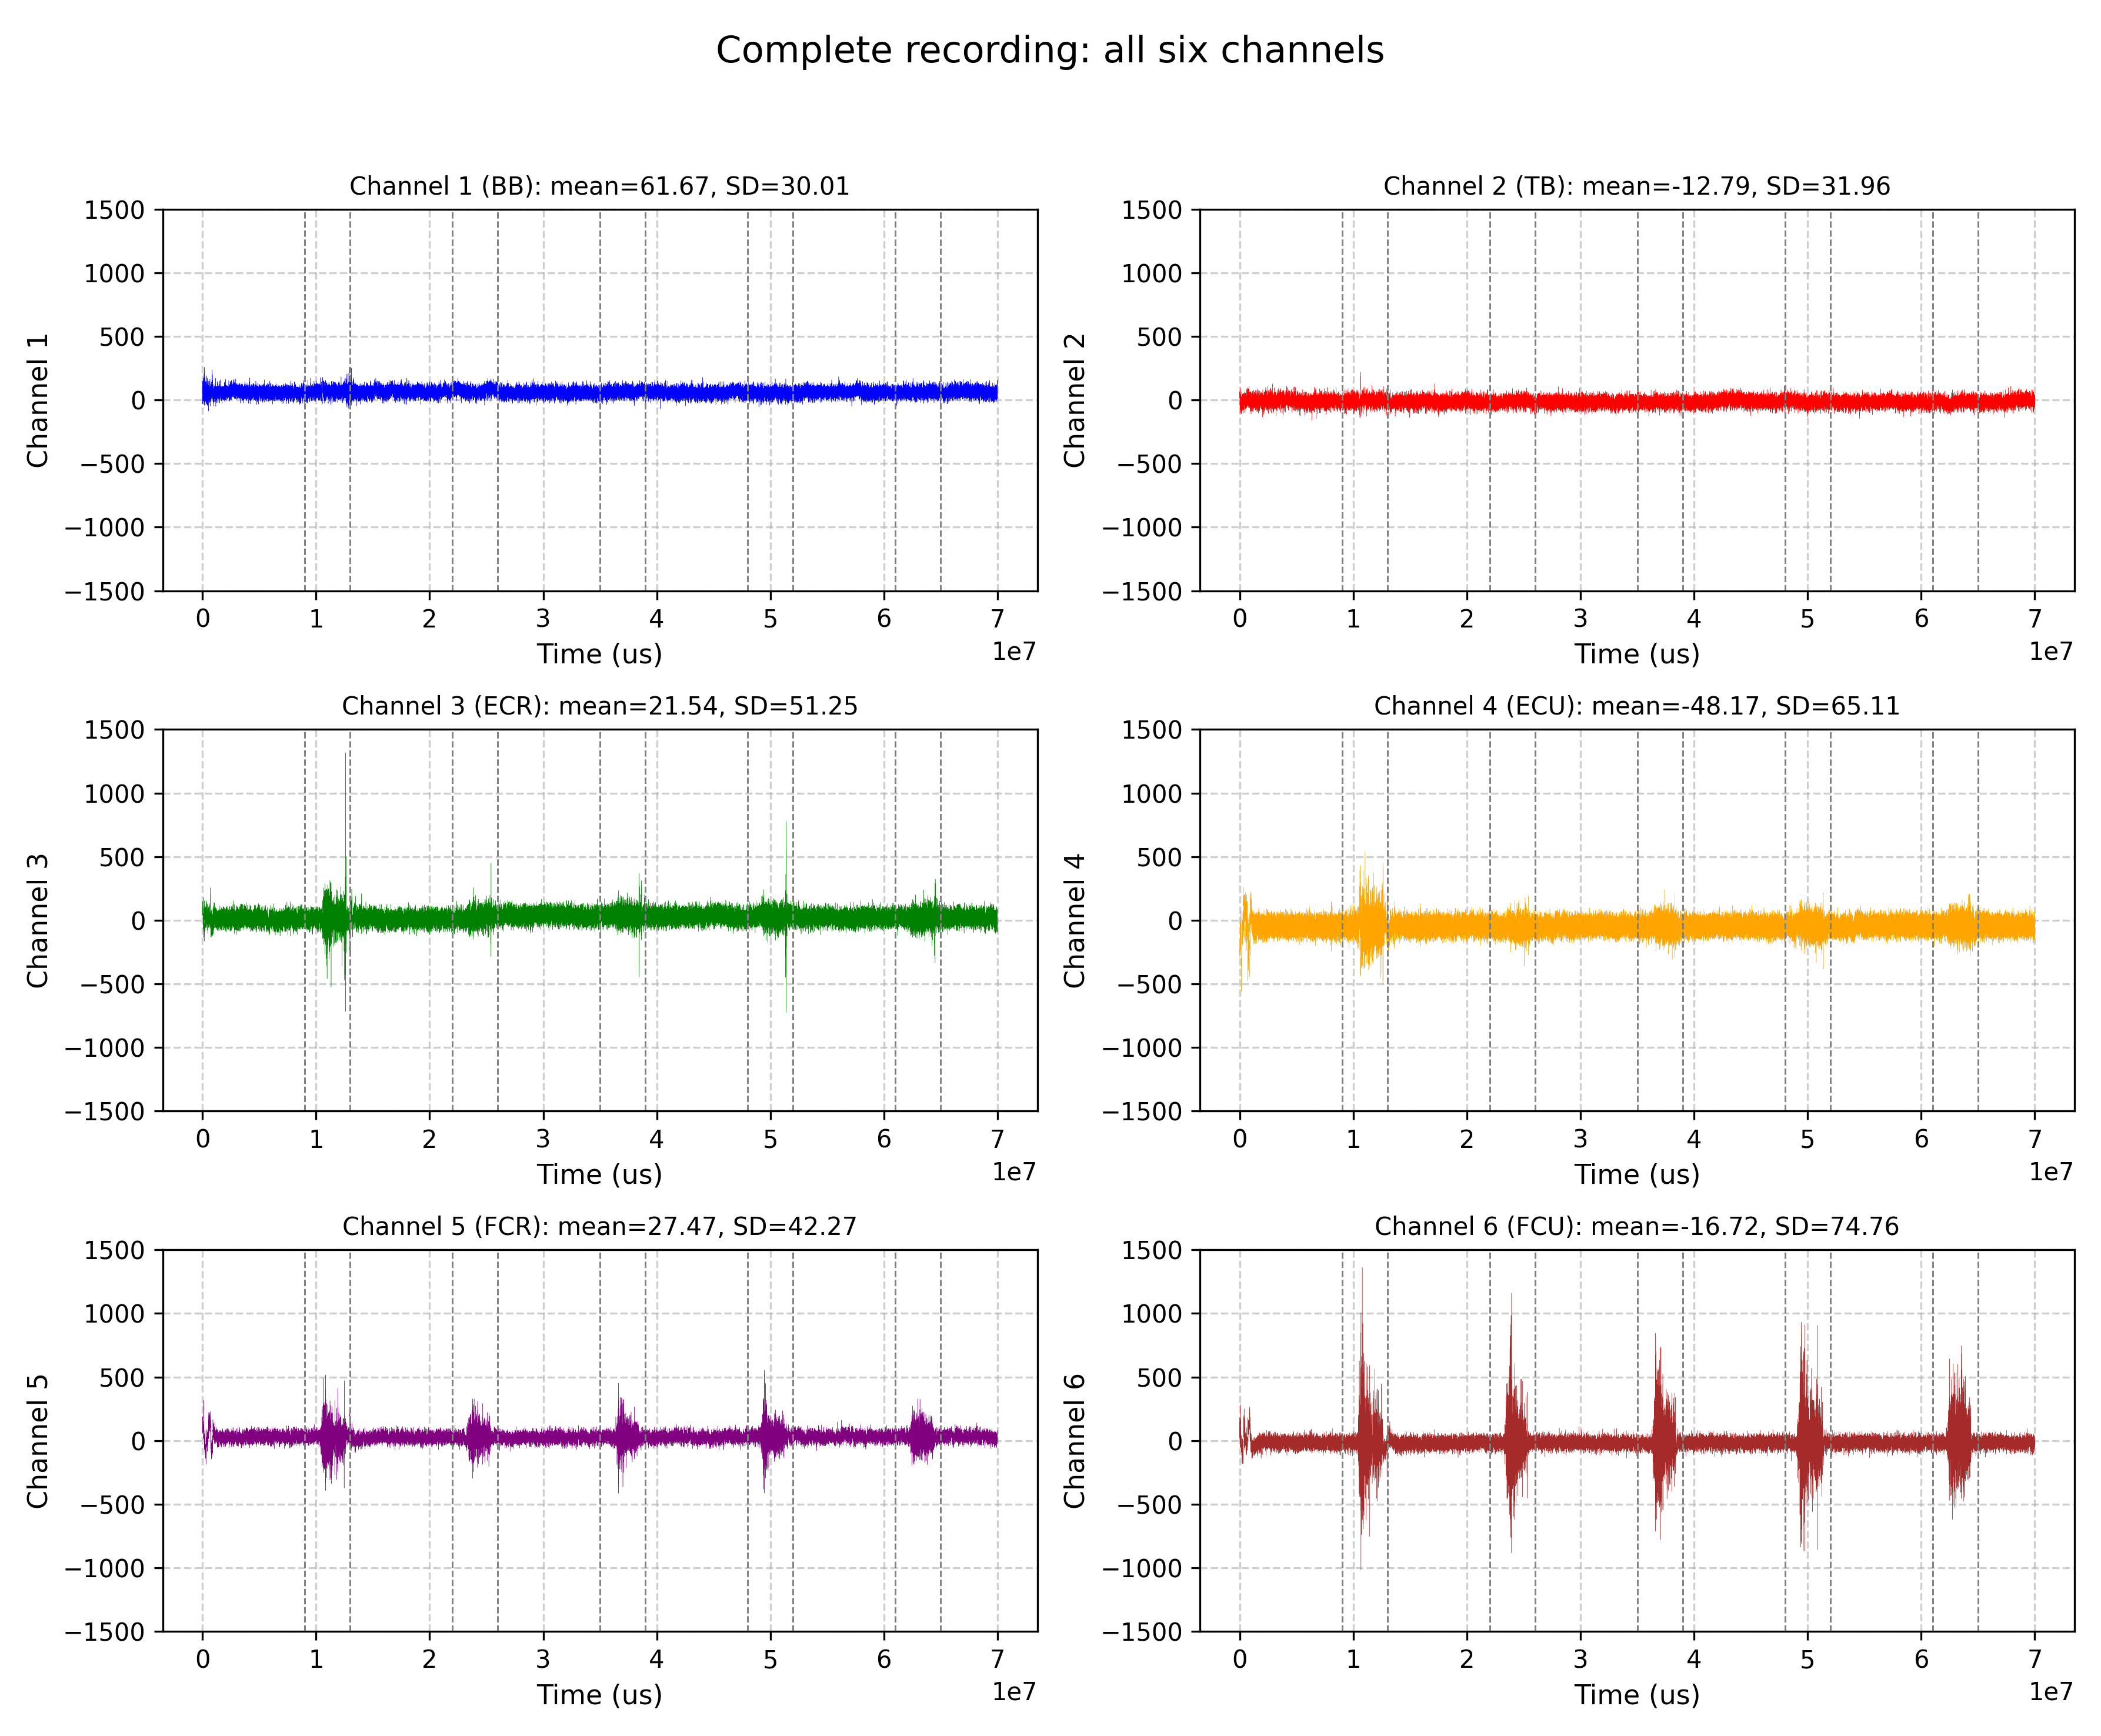 Complete recording: all six channels
Channel 1 (BB): mean=61.67, SD=30.01
1500
1000
500
0
−500
−1000
−1500
Channel 1
0 1 2 3 4 5 6 7
Time (us)
1e7
Channel 2 (TB): mean=-12.79, SD=31.96
1500
1000
500
0
−500
−1000
−1500
Channel 2
0 1 2 3 4 5 6 7
Time (us)
1e7
Channel 3 (ECR): mean=21.54, SD=51.25
1500
1000
500
0
−500
−1000
−1500
Channel 3
0 1 2 3 4 5 6 7
Time (us)
1e7
Channel 4 (ECU): mean=-48.17, SD=65.11
1500
1000
500
0
−500
−1000
−1500
Channel 4
0 1 2 3 4 5 6 7
Time (us)
1e7
Channel 5 (FCR): mean=27.47, SD=42.27
1500
1000
500
0
−500
−1000
−1500
Channel 5
0 1 2 3 4 5 6 7
Time (us)
1e7
Channel 6 (FCU): mean=-16.72, SD=74.76
1500
1000
500
0
−500
−1000
−1500
Channel 6
0 1 2 3 4 5 6 7
Time (us)
1e7